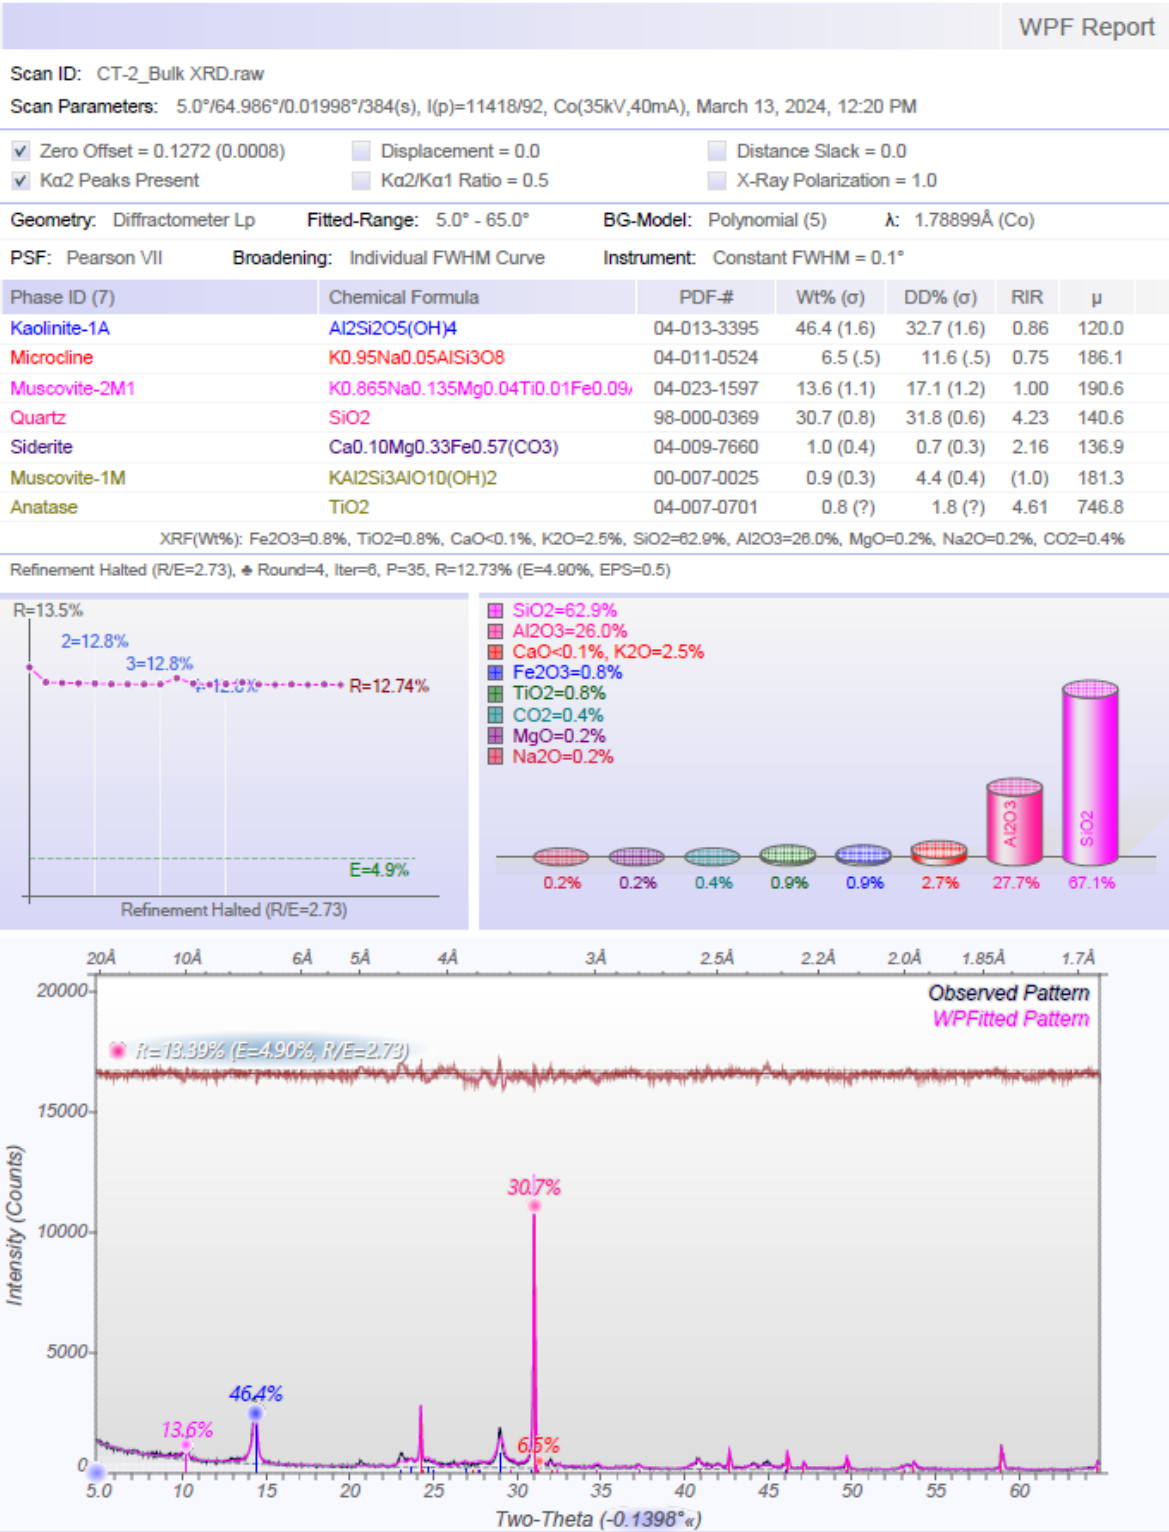 WPF Report
Scan ID: CT-2_Bulk XRD.raw
Scan Parameters: 5.0°/64.986°/0.01998°/384(s), I(p)=11418/92, Co(35kV,40mA), March 13, 2024, 12:20 PM
Zero Offset = 0.1272 (0.0008) Displacement = 0.0 Distance Slack = 0.0
Kα2 Peaks Present Kα2/Kα1 Ratio = 0.5 X-Ray Polarization = 1.0
Geometry: Diffractometer Lp Fitted-Range: 5.0° - 65.0° BG-Model: Polynomial (5) λ: 1.78899Å (Co)
PSF: Pearson VII Broadening: Individual FWHM Curve Instrument: Constant FWHM = 0.1°
Phase ID (7) Chemical Formula PDF-# Wt% (σ) DD% (σ) RIR μ
Kaolinite-1A Al2Si2O5(OH)4 04-013-3395 46.4 (1.6) 32.7 (1.6) 0.86 120.0
Microcline K0.95Na0.05AlSi3O8 04-011-0524 6.5 (.5) 11.6 (.5) 0.75 186.1
Muscovite-2M1 K0.865Na0.135Mg0.04Ti0.01Fe0.09 04-023-1597 13.6 (1.1) 17.1 (1.2) 1.00 190.6
Quartz SiO2 98-000-0369 30.7 (0.8) 31.8 (0.6) 4.23 140.6
Siderite Ca0.10Mg0.33Fe0.57(CO3) 04-009-7660 1.0 (0.4) 0.7 (0.3) 2.16 136.9
Muscovite-1M KAl2Si3AlO10(OH)2 00-007-0025 0.9 (0.3) 4.4 (0.4) (1.0) 181.3
Anatase TiO2 04-007-0701 0.8 (?) 1.8 (?) 4.61 746.8
XRF(Wt%): Fe2O3=0.8%, TiO2=0.8%, CaO<0.1%, K2O=2.5%, SiO2=62.9%, Al2O3=26.0%, MgO=0.2%, Na2O=0.2%, CO2=0.4%
Refinement Halted (R/E=2.73), ♣ Round=4, Iter=6, P=35, R=12.73% (E=4.90%, EPS=0.5)
R=13.5%
2=12.8%
3=12.8%
R=12.74%
E=4.9%
Refinement Halted (R/E=2.73)
SiO2=62.9%
Al2O3=26.0%
CaO<0.1%, K2O=2.5%
Fe2O3=0.8%
TiO2=0.8%
CO2=0.4%
MgO=0.2%
Na2O=0.2%
Al2O3 SiO2
0.2% 0.2% 0.4% 0.9% 0.9% 2.7% 27.7% 67.1%
20Å 10Å 6Å 5Å 4Å 3Å 2.5Å 2.2Å 2.0Å 1.85Å 1.7Å
Observed Pattern
WPFitted Pattern
R=13.39% (E=4.90%, R/E=2.73)
20000
15000
10000
5000
0
Intensity (Counts)
30.7%
46.4%
13.6%
6.5%
5.0 10 15 20 25 30 35 40 45 50 55 60
Two-Theta (-0.1398°«)